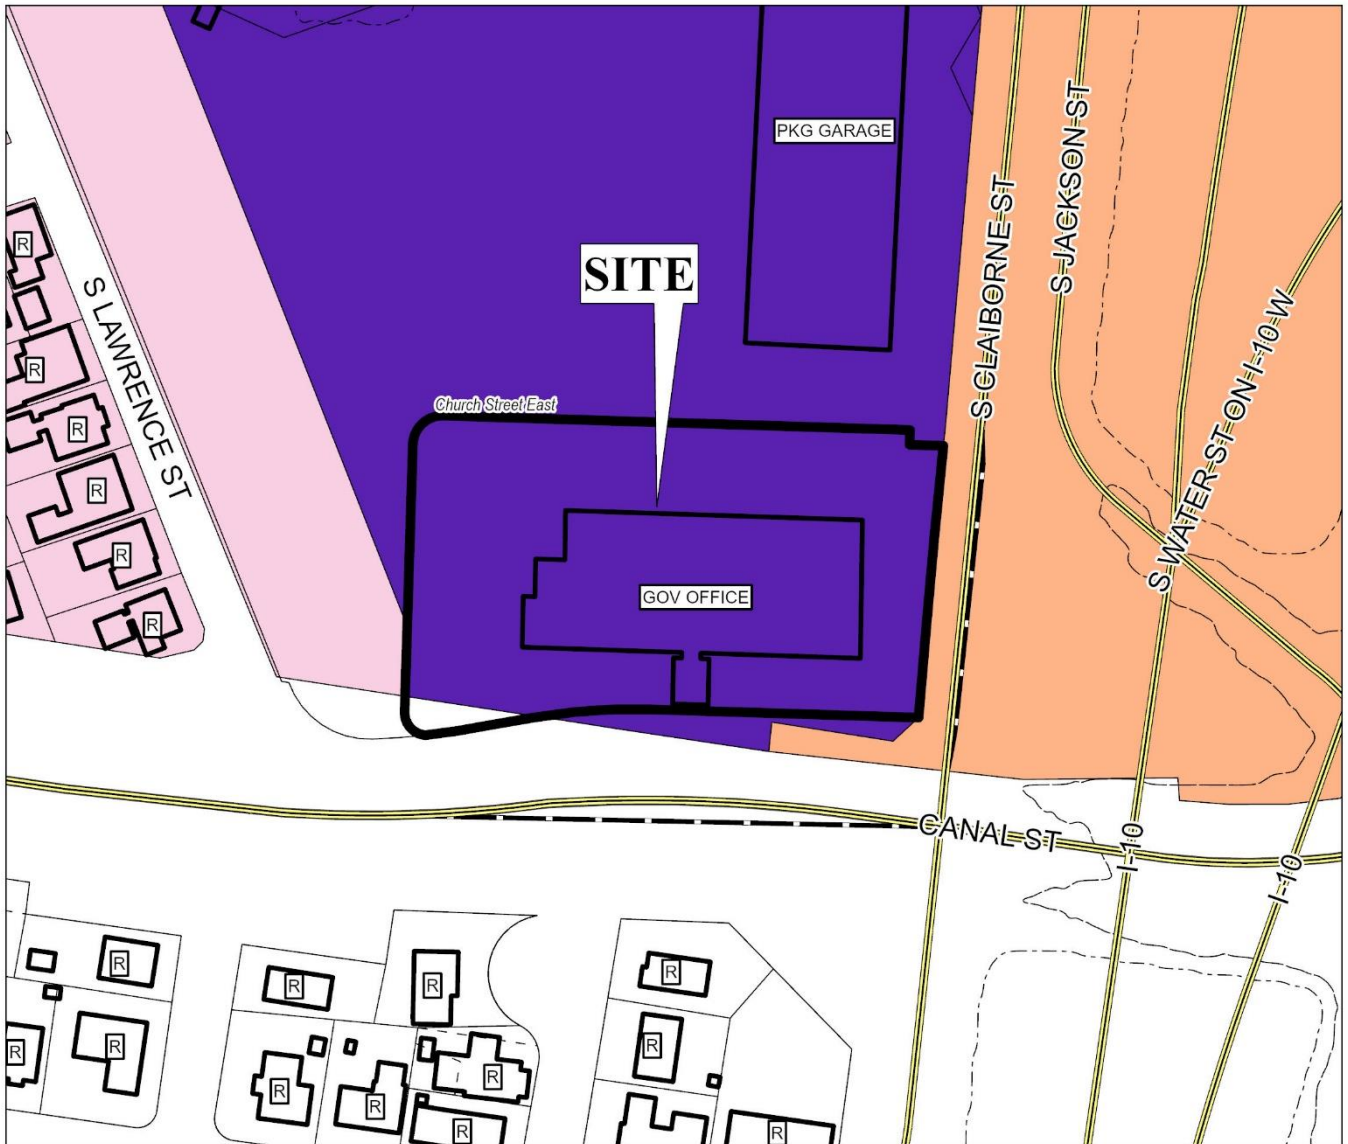 PKG GARAGE
S JACKSON ST
S CLAIBORNE ST
R
SITE
S LAWRENCE ST
S WATER ST ON I-10 W
R
Church Street East
R
R
R
GOV OFFICE
R
CANAL ST
I-10
I-10
R
R
R
R
R
R
R
R
R
R
R
R
R